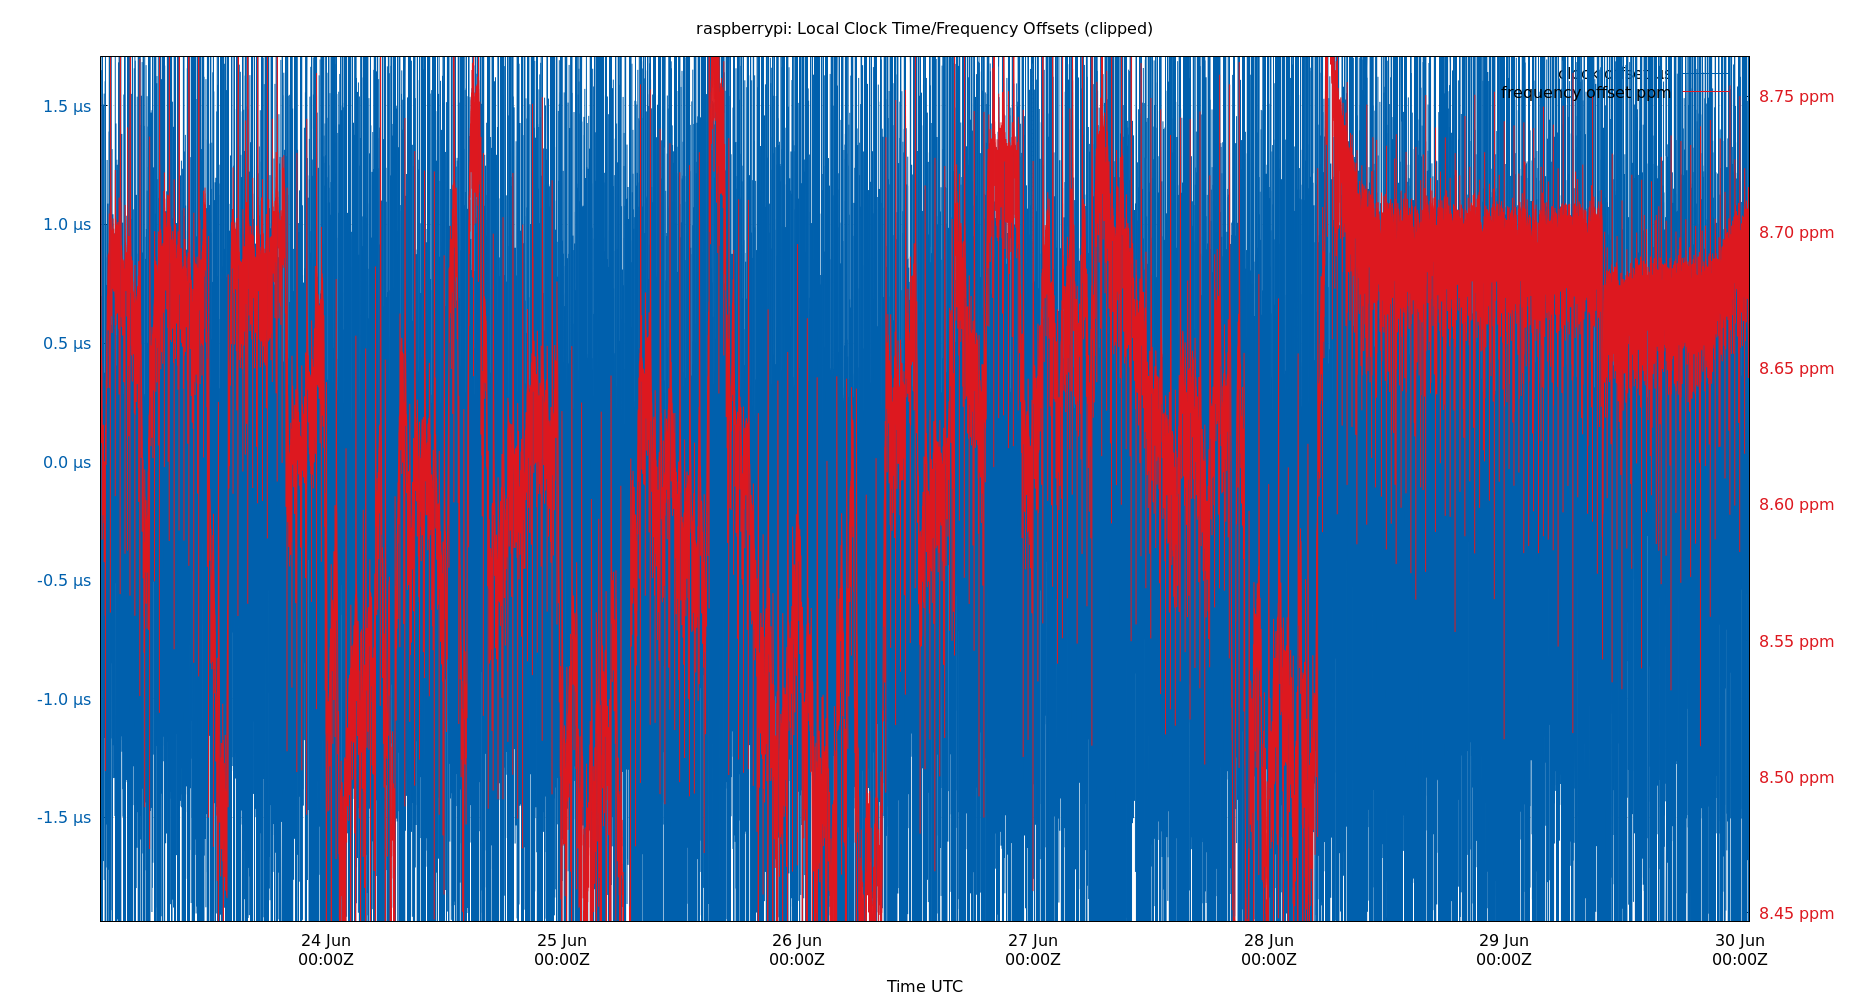 raspberrypi: Local Clock Time/Frequency Offsets (clipped)
clock offset µs
frequency offset ppm
1.5 µs
1.0 µs
0.5 µs
0.0 µs
-0.5 µs
-1.0 µs
-1.5 µs
8.75 ppm
8.70 ppm
8.65 ppm
8.60 ppm
8.55 ppm
8.50 ppm
8.45 ppm
24 Jun
00:00Z
25 Jun
00:00Z
26 Jun
00:00Z
27 Jun
00:00Z
28 Jun
00:00Z
29 Jun
00:00Z
30 Jun
00:00Z
Time UTC